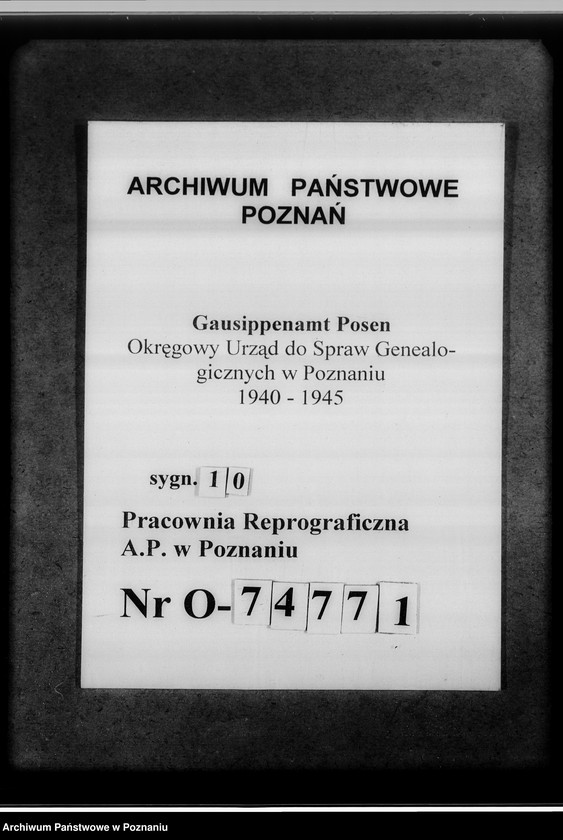 ARCHIWUM PAŃSTWOWE
POZNAŃ
Gausippenamt Posen
Okręgowy Urząd do Spraw Genealo-
gicznych w Poznaniu
1940 - 1945
sygn. 10
Pracownia Reprograficzna
A.P. w Poznaniu
Nr O-74771
Archiwum Państwowe w Poznaniu